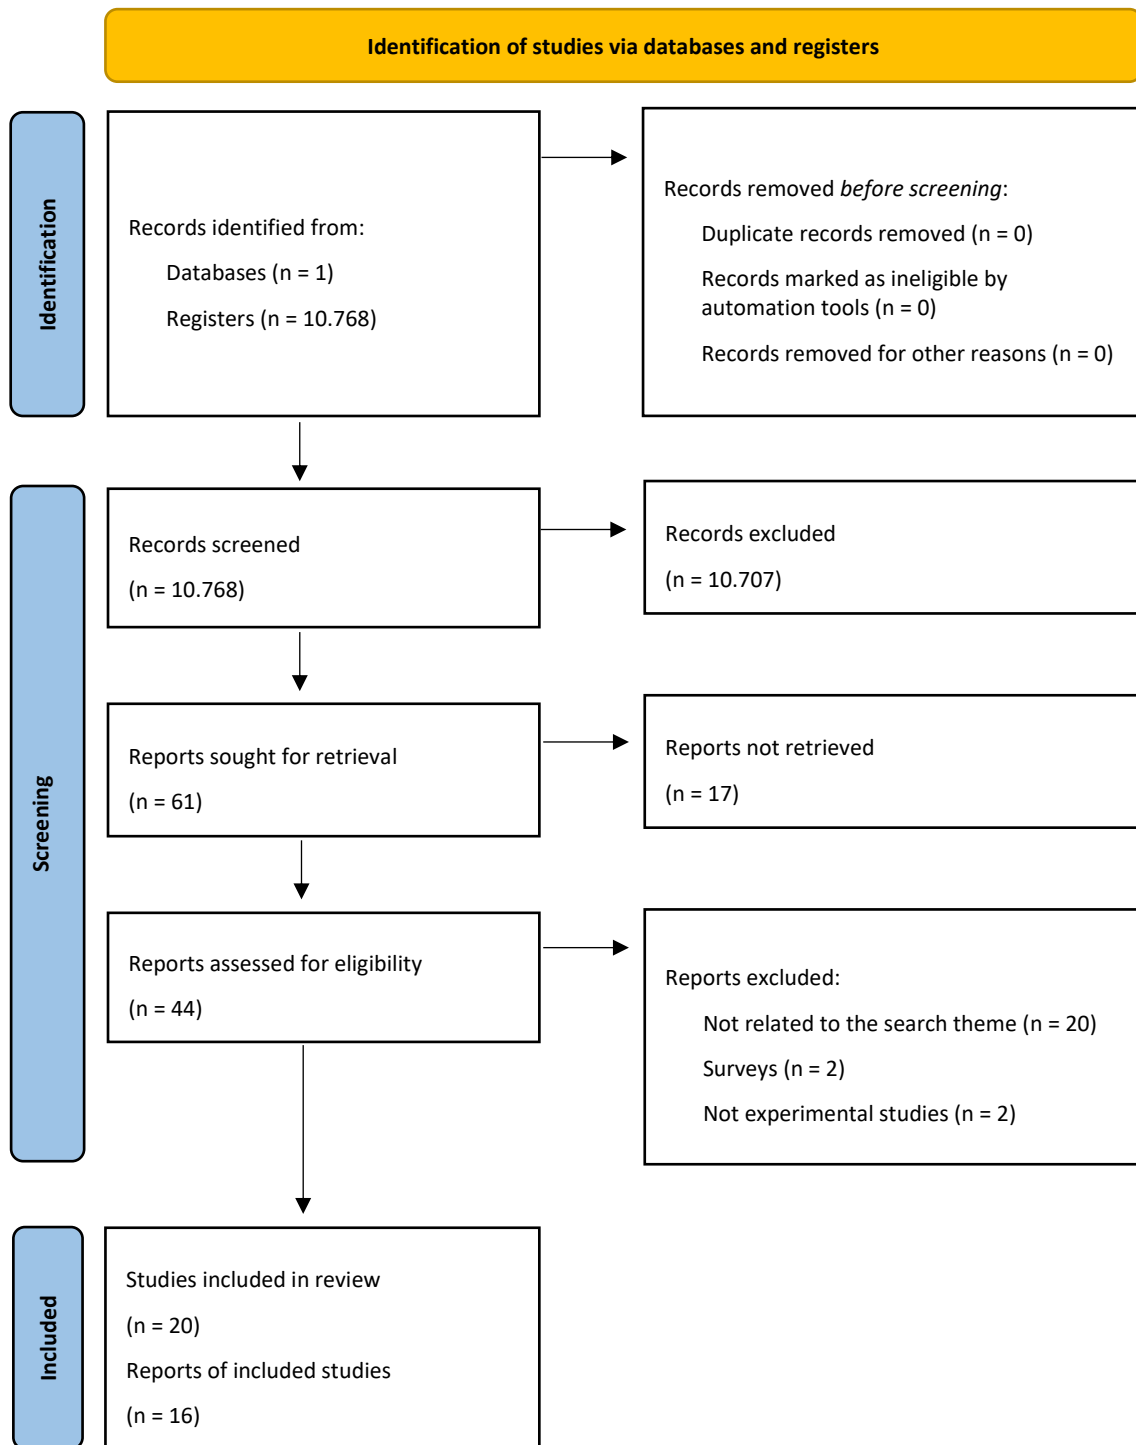 Identification of studies via databases and registers
Identification
Records identified from:
Databases (n = 1)
Registers (n = 10.768)
Records removed before screening:
Duplicate records removed (n = 0)
Records marked as ineligible by
automation tools (n = 0)
Records removed for other reasons (n = 0)
Screening
Records screened
(n = 10.768)
Records excluded
(n = 10.707)
Reports sought for retrieval
(n = 61)
Reports not retrieved
(n = 17)
Reports assessed for eligibility
(n = 44)
Reports excluded:
Not related to the search theme (n = 20)
Surveys (n = 2)
Not experimental studies (n = 2)
Included
Studies included in review
(n = 20)
Reports of included studies
(n = 16)